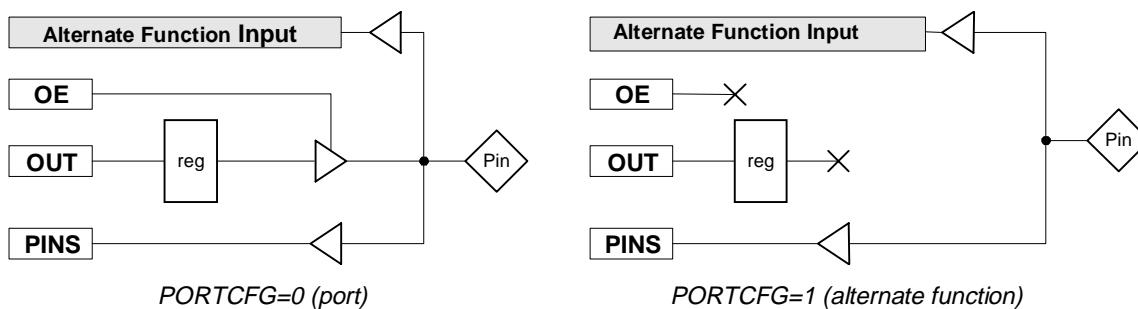 Alternate Function Input
OE
OUT
reg
Pin
PINS
PORTCFG=0 (port)
Alternate Function Input
OE
OUT
reg
Pin
PINS
PORTCFG=1 (alternate function)